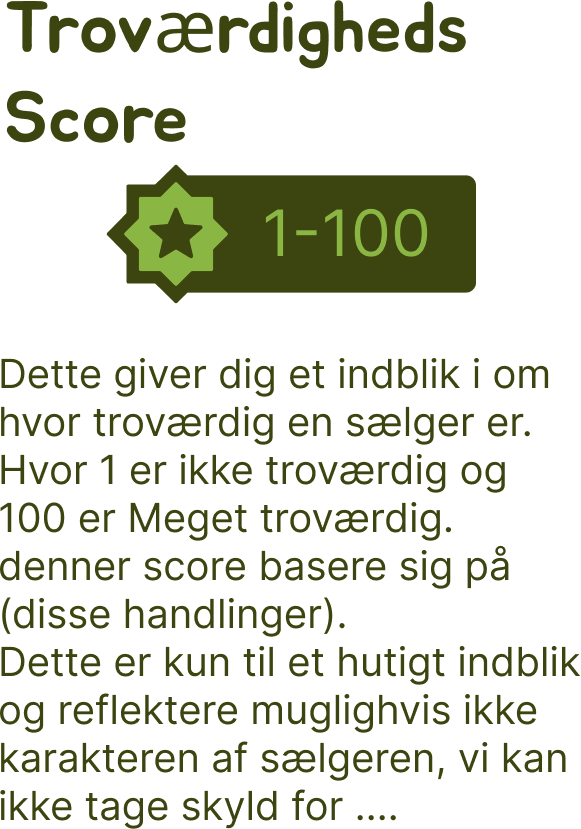 Troværdigheds
Score
1-100
Dette giver dig et indblik i om
hvor troværdig en sælger er.
Hvor 1 er ikke troværdig og
100 er Meget troværdig.
denner score basere sig på
(disse handlinger).
Dette er kun til et hutigt indblik
og reflektere muglighvis ikke
karakteren af sælgeren, vi kan
ikke tage skyld for ....